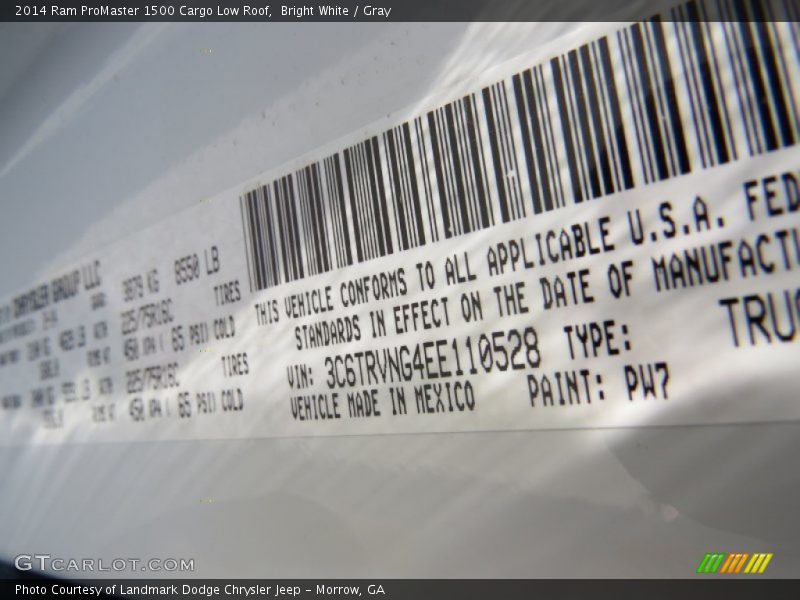 2014 Ram ProMaster 1500 Cargo Low Roof, Bright White / Gray
CHRYSLER GROUP LLC
3879 KG 8550 LB
225/75R16C TIRES
450 KPA ( 65 PSI) COLD
225/75R16C TIRES
450 KPA ( 65 PSI) COLD
THIS VEHICLE CONFORMS TO ALL APPLICABLE U.S.A. FED
STANDARDS IN EFFECT ON THE DATE OF MANUFACTU
VIN: 3C6TRVNG4EE110528 TYPE: TRUC
VEHICLE MADE IN MEXICO PAINT: PW7
GTCARLOT.COM
Photo Courtesy of Landmark Dodge Chrysler Jeep – Morrow, GA